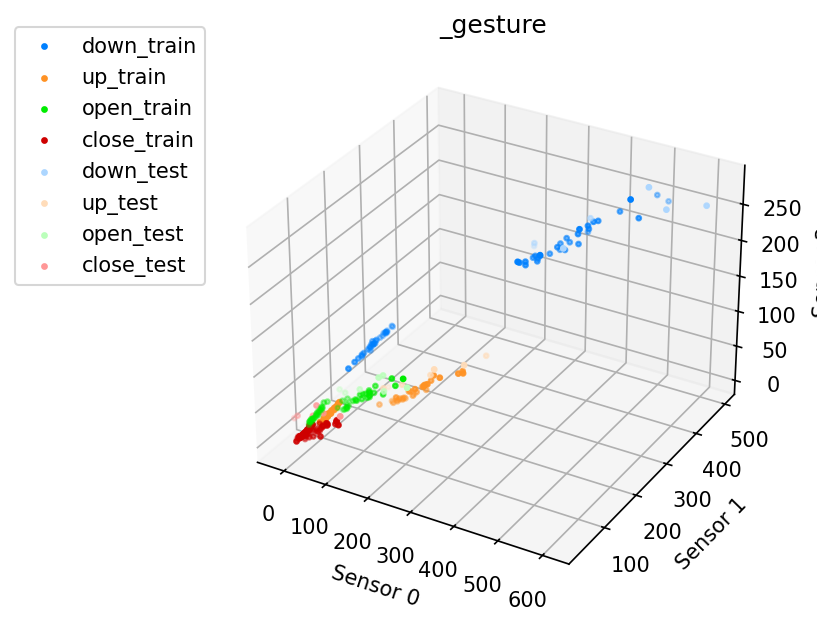 _gesture
down_train
up_train
open_train
close_train
down_test
up_test
open_test
close_test
250
200
150
100
50
0
500
400
300
200
100
Sensor 1
0
100
200
300
400
500
600
Sensor 0